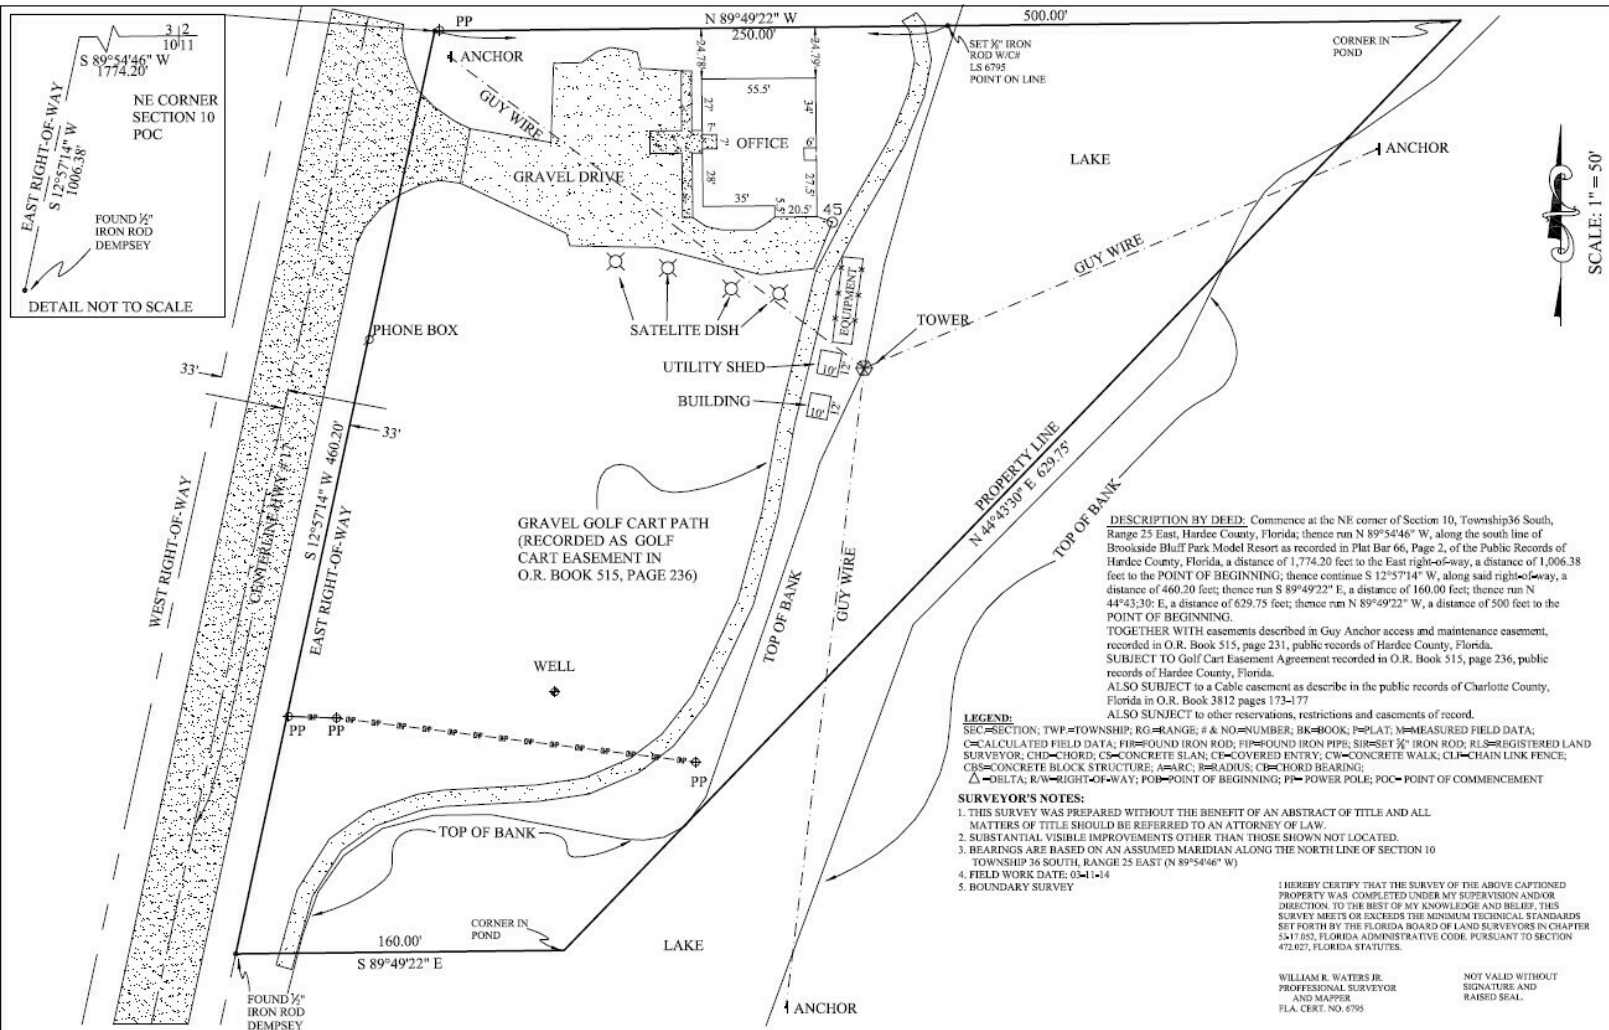 3 2
10 11
S 89°54'46" W
1774.20'
NE CORNER
SECTION 10
POC
EAST RIGHT-OF-WAY
S 12°57'14" W
1006.38'
FOUND ½"
IRON ROD
DEMPSEY
DETAIL NOT TO SCALE
PP
N 89°49'22" W
250.00'
500.00'
ANCHOR
GUY WIRE
24.78'
24.79'
SET ⅝" IRON
ROD W/C#
LS 6795
POINT ON LINE
CORNER IN
POND
55.5'
27'
34'
OFFICE
6'
7'
28'
27.5'
35'
5.5'
20.5'
45
GRAVEL DRIVE
LAKE
ANCHOR
GUY WIRE
SCALE: 1" = 50'
EQUIPMENT
SATELITE DISH
TOWER
PHONE BOX
UTILITY SHED
10'
12'
BUILDING
10'
12'
33'
33'
WEST RIGHT-OF-WAY
CENTERLINE HWY # 17
S 12°57'14" W 460.20'
EAST RIGHT-OF-WAY
GRAVEL GOLF CART PATH
(RECORDED AS GOLF
CART EASEMENT IN
O.R. BOOK 515, PAGE 236)
TOP OF BANK
GUY WIRE
PROPERTY LINE
N 44°43'30" E 629.75'
TOP OF BANK
WELL
PP
PP
OHP OHP OHP OHP OHP OHP OHP OHP OHP OHP OHP OHP
PP
TOP OF BANK
CORNER IN
POND
160.00'
S 89°49'22" E
LAKE
FOUND ½"
IRON ROD
DEMPSEY
ANCHOR
DESCRIPTION BY DEED: Commence at the NE corner of Section 10, Township36 South,
Range 25 East, Hardee County, Florida; thence run N 89°54'46" W, along the south line of
Brookside Bluff Park Model Resort as recorded in Plat Bar 66, Page 2, of the Public Records of
Hardee County, Florida, a distance of 1,774.20 feet to the East right-of-way, a distance of 1,006.38
feet to the POINT OF BEGINNING; thence continue S 12°57'14" W, along said right-of-way, a
distance of 460.20 feet; thence run S 89°49'22" E, a distance of 160.00 feet; thence run N
44°43;30: E, a distance of 629.75 feet; thence run N 89°49'22" W, a distance of 500 feet to the
POINT OF BEGINNING.
TOGETHER WITH easements described in Guy Anchor access and maintenance easement,
recorded in O.R. Book 515, page 231, public records of Hardee County, Florida.
SUBJECT TO Golf Cart Easement Agreement recorded in O.R. Book 515, page 236, public
records of Hardee County, Florida.
ALSO SUBJECT to a Cable easement as describe in the public records of Charlotte County,
Florida in O.R. Book 3812 pages 173-177
ALSO SUNJECT to other reservations, restrictions and easements of record.
LEGEND:
SEC.=SECTION; TWP.=TOWNSHIP; RG=RANGE; # & NO.=NUMBER; BK=BOOK; P=PLAT; M=MEASURED FIELD DATA;
C=CALCULATED FIELD DATA; FIR=FOUND IRON ROD; FIP=FOUND IRON PIPE; SIR=SET ⅝" IRON ROD; RLS=REGISTERED LAND
SURVEYOR; CHD=CHORD; CS=CONCRETE SLAN; CE=COVERED ENTRY; CW=CONCRETE WALK; CLF=CHAIN LINK FENCE;
CBS=CONCRETE BLOCK STRUCTURE; A=ARC; R=RADIUS; CB=CHORD BEARING;
△ =DELTA; R/W=RIGHT-OF-WAY; POB=POINT OF BEGINNING; PP= POWER POLE; POC= POINT OF COMMENCEMENT
SURVEYOR'S NOTES:
1. THIS SURVEY WAS PREPARED WITHOUT THE BENEFIT OF AN ABSTRACT OF TITLE AND ALL
MATTERS OF TITLE SHOULD BE REFERRED TO AN ATTORNEY OF LAW.
2. SUBSTANTIAL VISIBLE IMPROVEMENTS OTHER THAN THOSE SHOWN NOT LOCATED.
3. BEARINGS ARE BASED ON AN ASSUMED MARIDIAN ALONG THE NORTH LINE OF SECTION 10
TOWNSHIP 36 SOUTH, RANGE 25 EAST (N 89°54'46" W)
4. FIELD WORK DATE: 03-11-14
5. BOUNDARY SURVEY
I HEREBY CERTIFY THAT THE SURVEY OF THE ABOVE CAPTIONED
PROPERTY WAS COMPLETED UNDER MY SUPERVISION AND/OR
DIRECTION. TO THE BEST OF MY KNOWLEDGE AND BELIEF, THIS
SURVEY MEETS OR EXCEEDS THE MINIMUM TECHNICAL STANDARDS
SET FORTH BY THE FLORIDA BOARD OF LAND SURVEYORS IN CHAPTER
5J-17.052, FLORIDA ADMINISTRATIVE CODE. PURSUANT TO SECTION
472.027, FLORIDA STATUTES.
WILLIAM R. WATERS JR.
PROFFESIONAL SURVEYOR
AND MAPPER
FLA. CERT. NO. 6795
NOT VALID WITHOUT
SIGNATURE AND
RAISED SEAL.